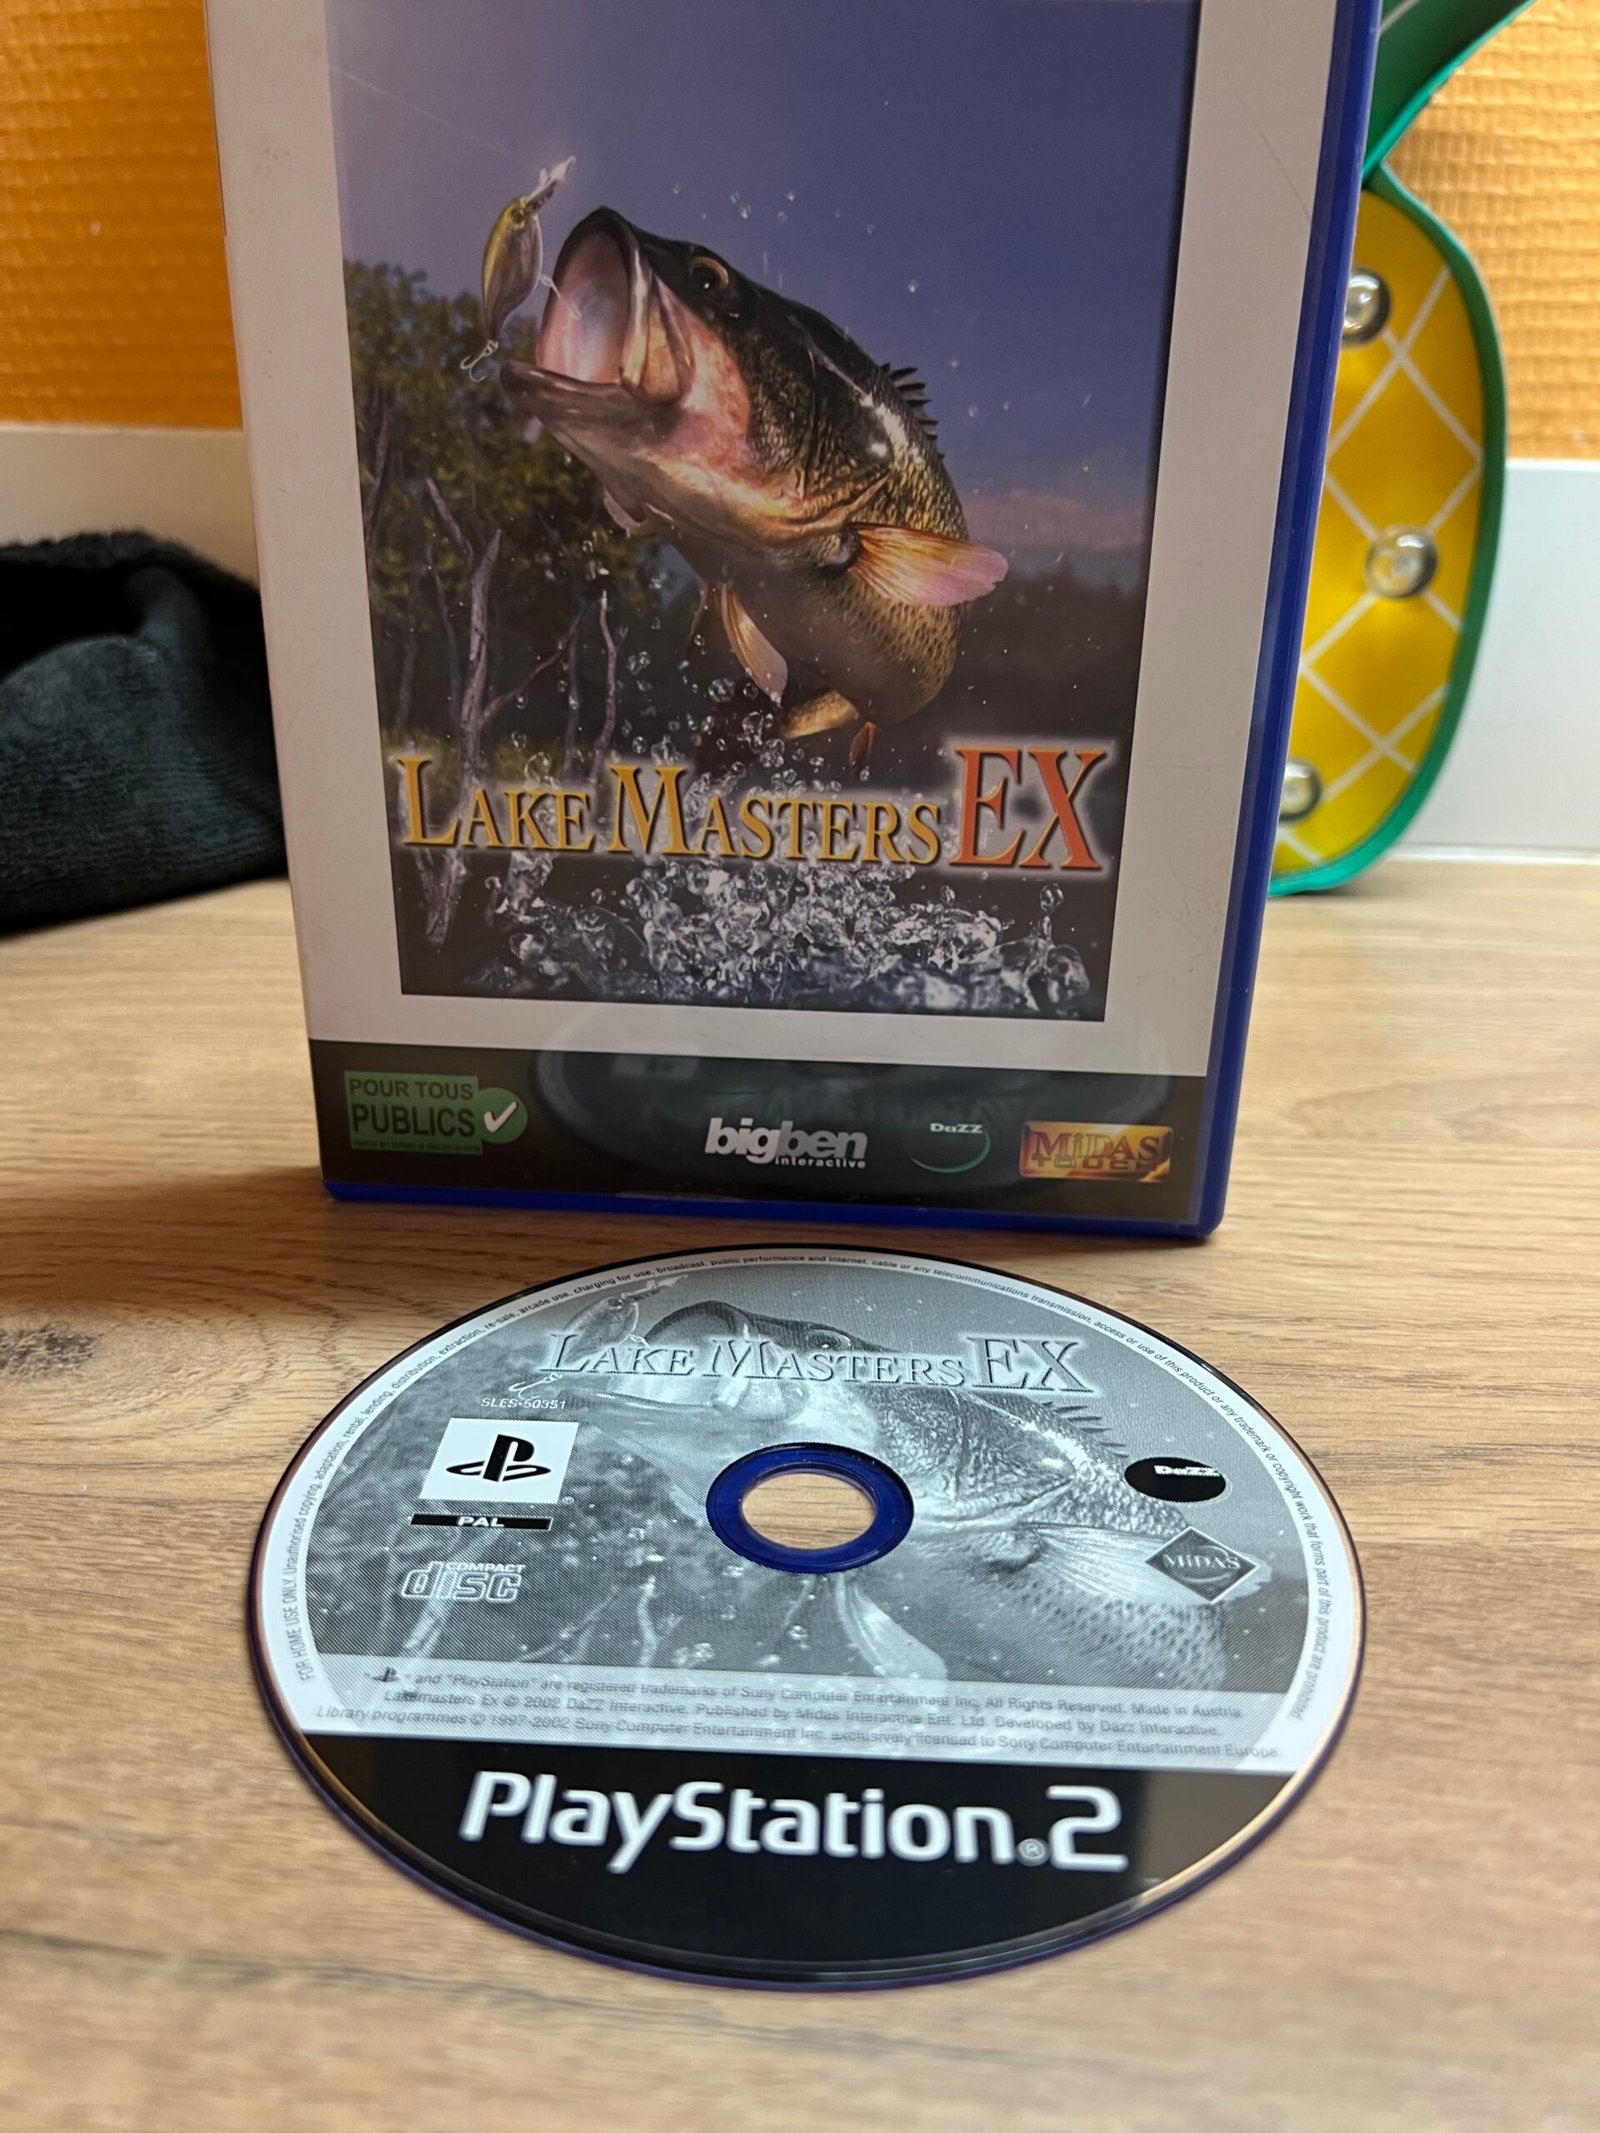 LAKE MASTERS EX
POUR TOUS
PUBLICS
bigben
interactive
DaZZ
MiDAS
TOUCH
FOR HOME USE ONLY. Unauthorised copying, adaptation, rental, lending, distribution, extraction, re-sale, arcade use, charging for use, broadcast, public performance and internet, cable or any telecommunications transmission, access or use of this product or any trademark or copyright work that forms part of this product are prohibited.
LAKE MASTERS EX
SLES-50351
PAL
COMPACT
disc
DaZZ
MiDAS
" " and "PlayStation" are registered trademarks of Sony Computer Entertainment Inc. All Rights Reserved. Made in Austria.
Lakemasters Ex © 2002 DaZZ Interactive. Published by Midas Interactive Ent. Ltd. Developed by Dazz Interactive.
Library programmes © 1997-2002 Sony Computer Entertainment Inc. exclusively licensed to Sony Computer Entertainment Europe.
PlayStation®2